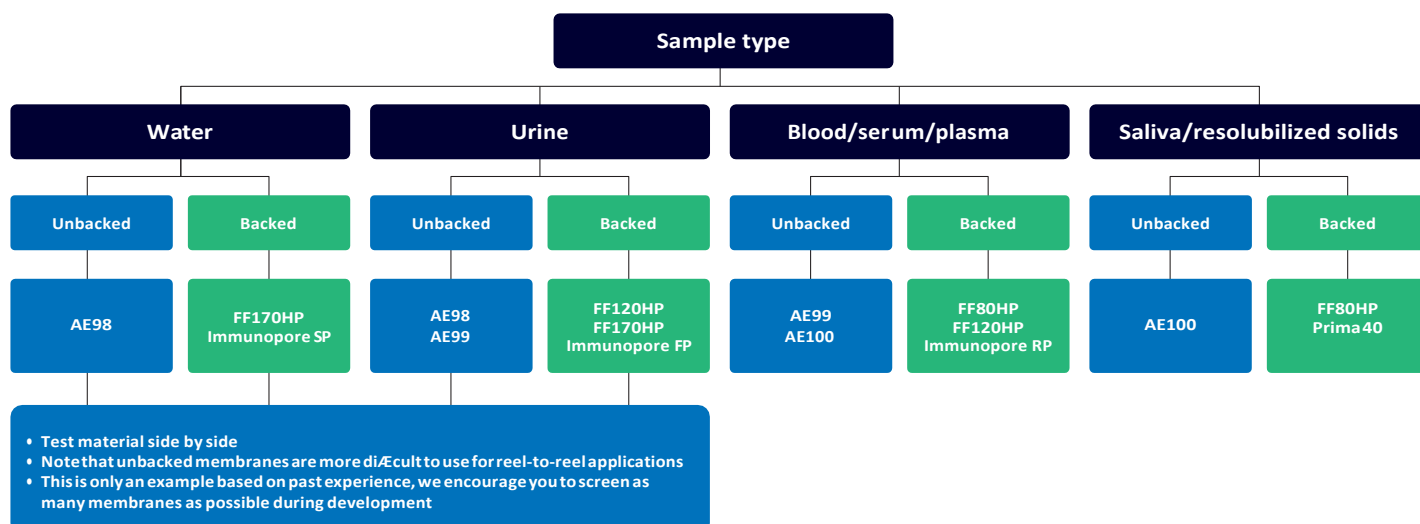 Sample type
Water
Urine
Blood/serum/plasma
Saliva/resolubilized solids
Unbacked
Backed
Unbacked
Backed
Unbacked
Backed
Unbacked
Backed
AE98
FF170HP
Immunopore SP
AE98
AE99
FF120HP
FF170HP
Immunopore FP
AE99
AE100
FF80HP
FF120HP
Immunopore RP
AE100
FF80HP
Prima 40
• Test material side by side
• Note that unbacked membranes are more diÆcult to use for reel-to-reel applications
• This is only an example based on past experience, we encourage you to screen as
many membranes as possible during development